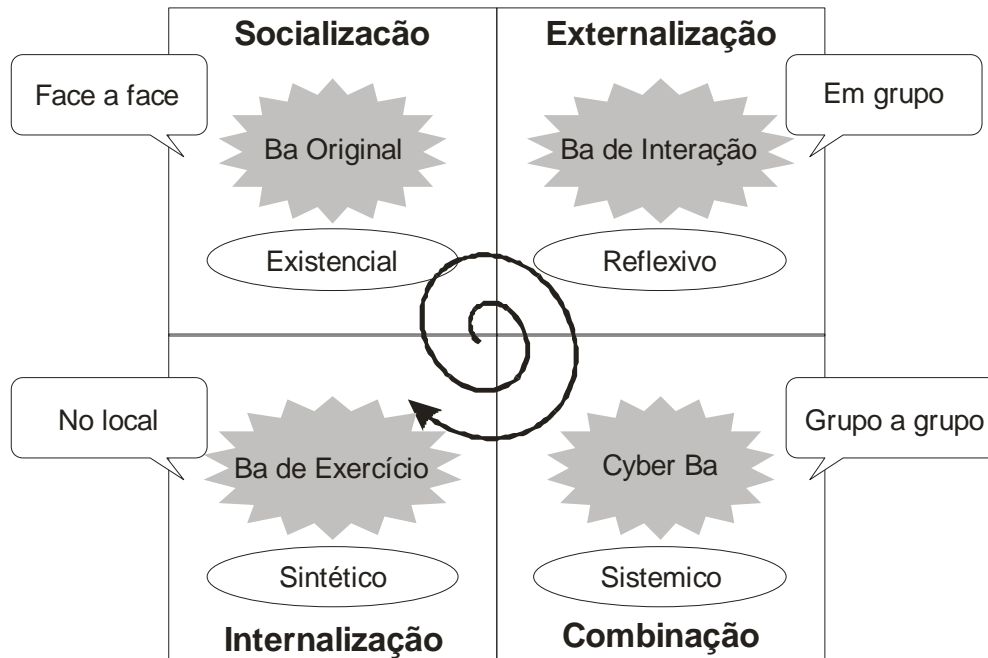 Socializacão
Externalização
Face a face
Em grupo
Ba Original
Ba de Interação
Existencial
Reflexivo
No local
Grupo a grupo
Ba de Exercício
Cyber Ba
Sintético
Sistemico
Internalização
Combinação